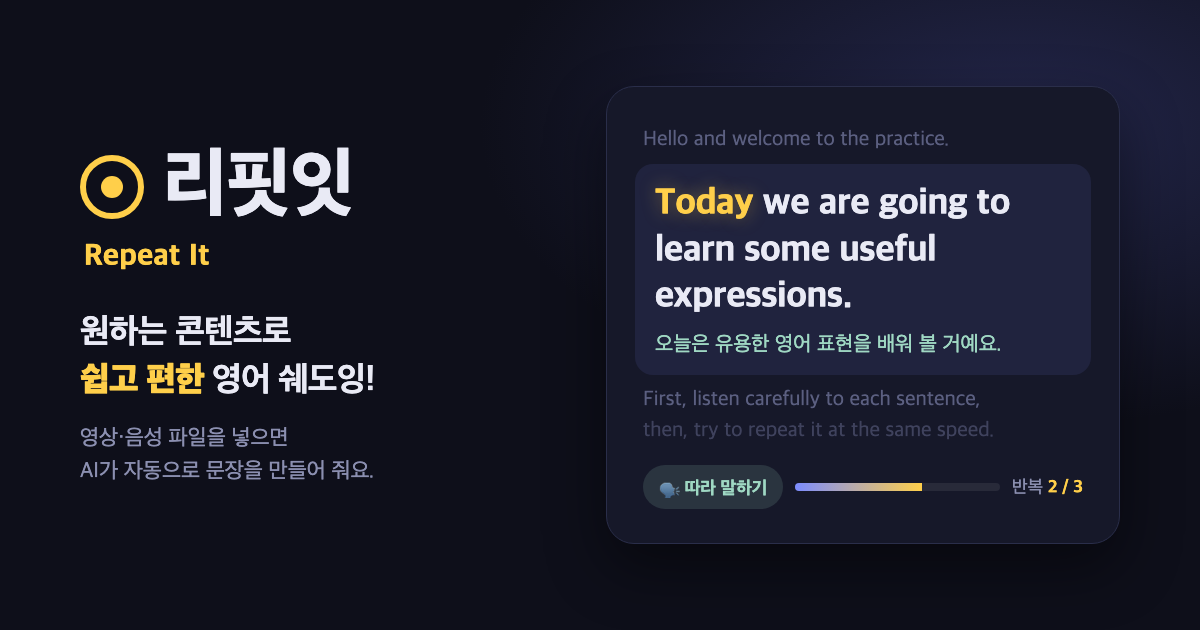 리핏잇
Repeat It
원하는 콘텐츠로
쉽고 편한 영어 쉐도잉!
영상·음성 파일을 넣으면
AI가 자동으로 문장을 만들어 줘요.
Hello and welcome to the practice.
Today we are going to
learn some useful
expressions.
오늘은 유용한 영어 표현을 배워 볼 거예요.
First, listen carefully to each sentence,
then, try to repeat it at the same speed.
따라 말하기
반복 2 / 3